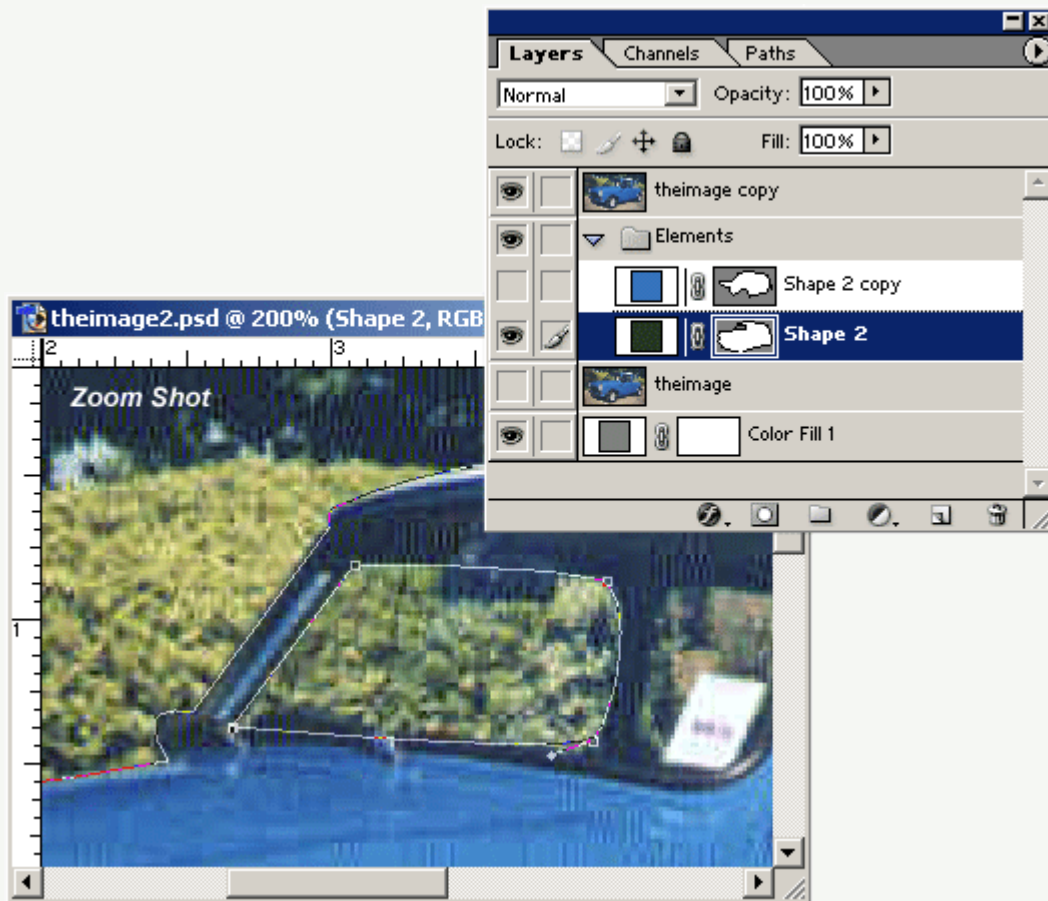 Layers Channels Paths
Normal Opacity: 100%
Lock: Fill: 100%
theimage copy
Elements
Shape 2 copy
Shape 2
theimage
Color Fill 1
theimage2.psd @ 200% (Shape 2, RGB
2 3
Zoom Shot
1